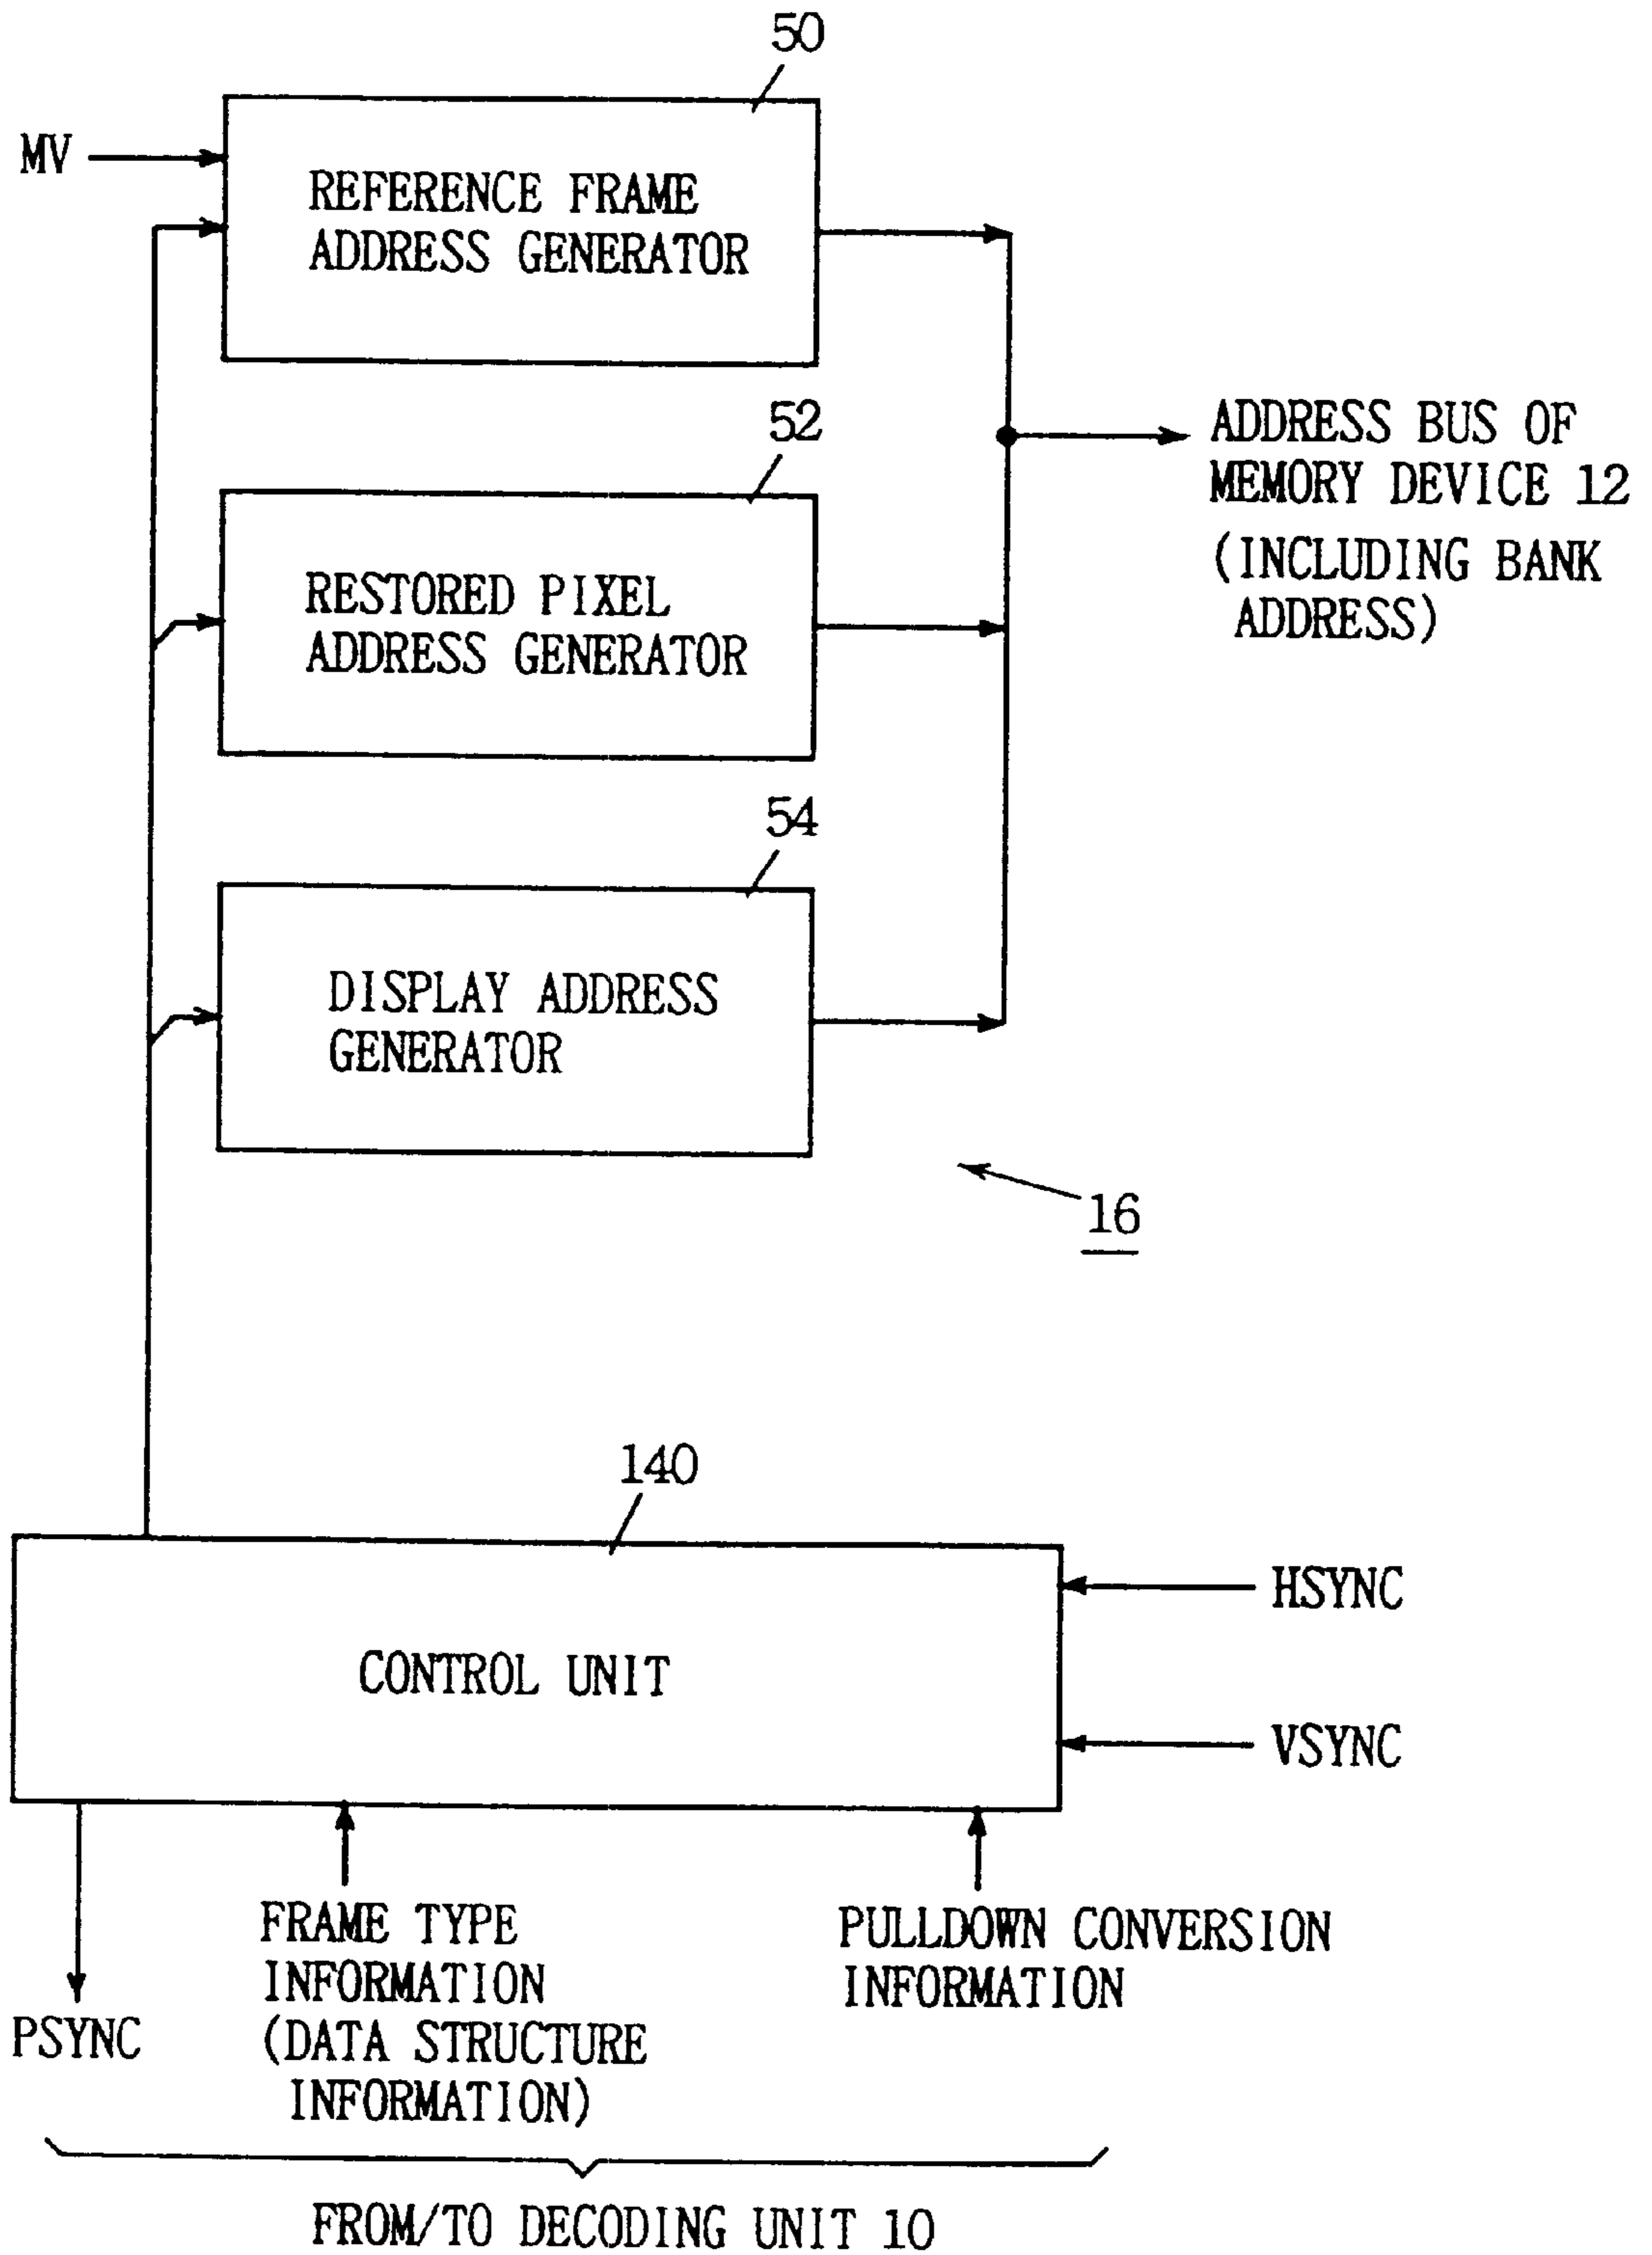 50
MV
REFERENCE FRAME
ADDRESS GENERATOR
52
ADDRESS BUS OF
MEMORY DEVICE 12
(INCLUDING BANK
ADDRESS)
RESTORED PIXEL
ADDRESS GENERATOR
54
DISPLAY ADDRESS
GENERATOR
16
140
HSYNC
CONTROL UNIT
VSYNC
PSYNC
FRAME TYPE
INFORMATION
(DATA STRUCTURE
INFORMATION)
PULLDOWN CONVERSION
INFORMATION
FROM/TO DECODING UNIT 10